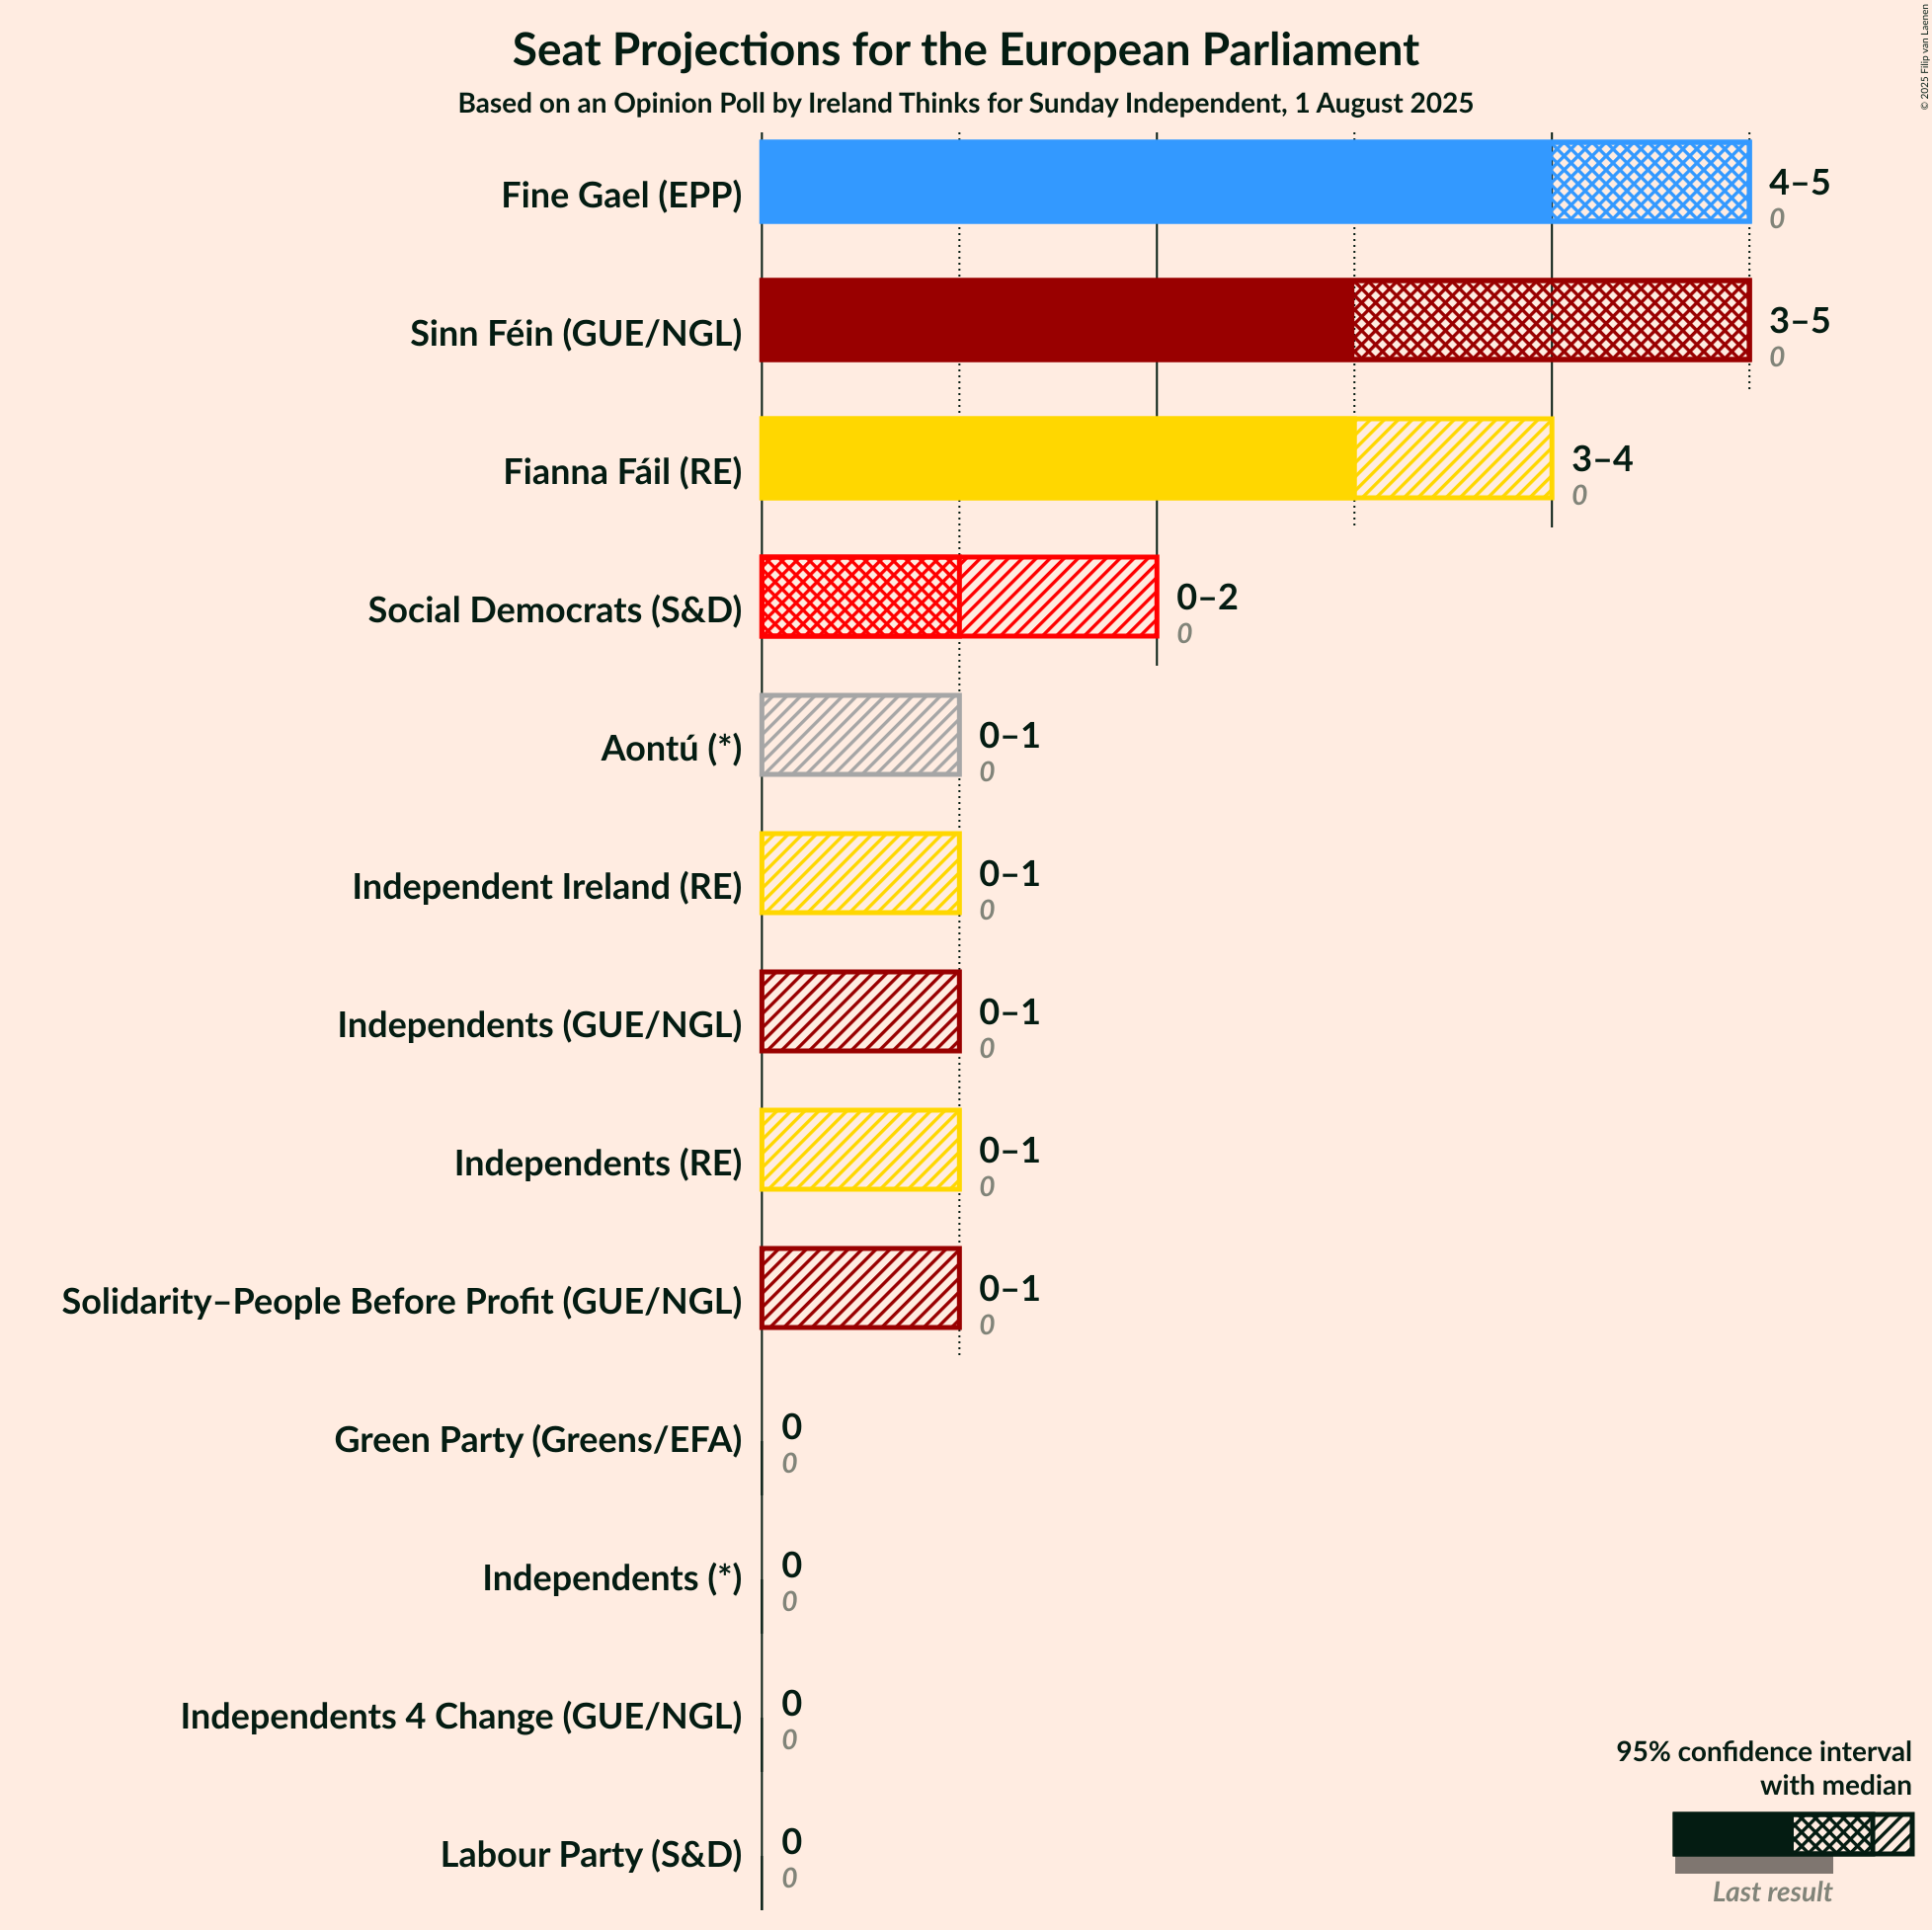 Seat Projections for the European Parliament
Based on an Opinion Poll by Ireland Thinks for Sunday Independent, 1 August 2025
© 2025 Filip van Laenen
Fine Gael (EPP)
4–5
0
Sinn Féin (GUE/NGL)
3–5
0
Fianna Fáil (RE)
3–4
0
Social Democrats (S&D)
0–2
0
Aontú (*)
0–1
0
Independent Ireland (RE)
0–1
0
Independents (GUE/NGL)
0–1
0
Independents (RE)
0–1
0
Solidarity–People Before Profit (GUE/NGL)
0–1
0
Green Party (Greens/EFA)
0
0
Independents (*)
0
0
Independents 4 Change (GUE/NGL)
0
0
Labour Party (S&D)
0
0
95% confidence interval
with median
Last result